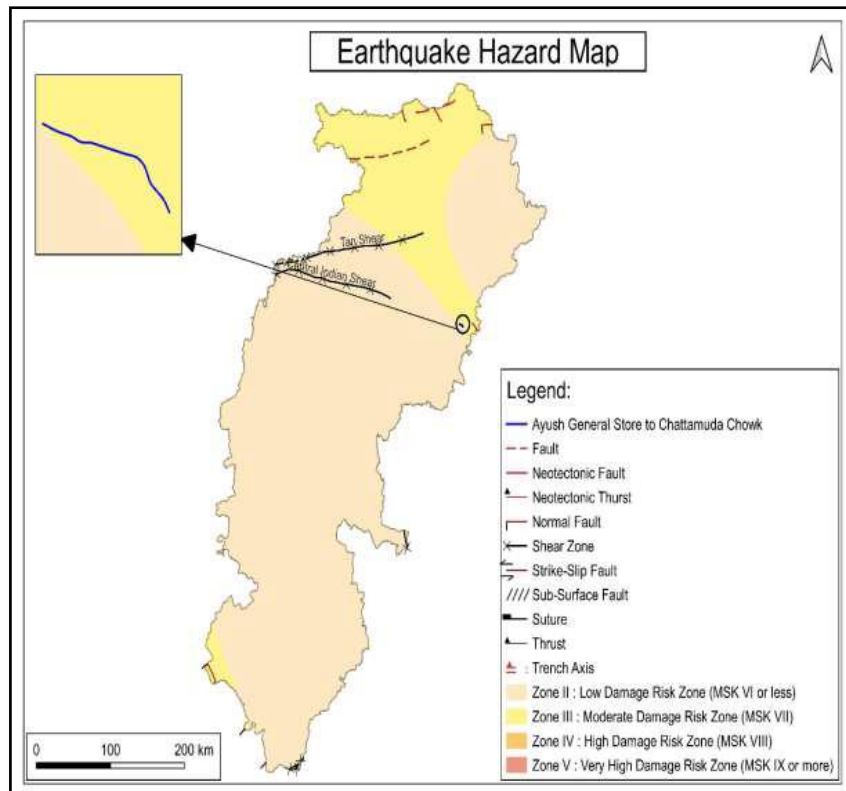 Earthquake Hazard Map
Tan Shear
Central Indian Shear
Legend:
Ayush General Store to Chattamuda Chowk
Fault
Neotectonic Fault
Neotectonic Thurst
Normal Fault
Shear Zone
Strike-Slip Fault
Sub-Surface Fault
Suture
Thrust
Trench Axis
Zone II : Low Damage Risk Zone (MSK VI or less)
Zone III : Moderate Damage Risk Zone (MSK VII)
Zone IV : High Damage Risk Zone (MSK VIII)
Zone V : Very High Damage Risk Zone (MSK IX or more)
0 100 200 km